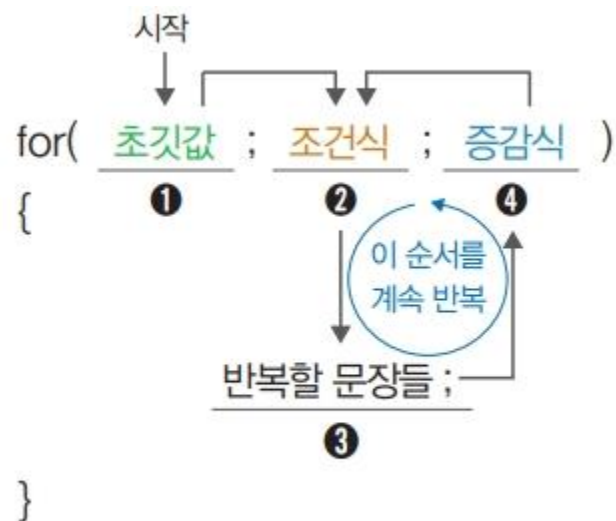 시작
for( 초깃값 ; 조건식 ; 증감식 )
❶ ❷ ❹
{
이 순서를
계속 반복
반복할 문장들 ;
❸
}